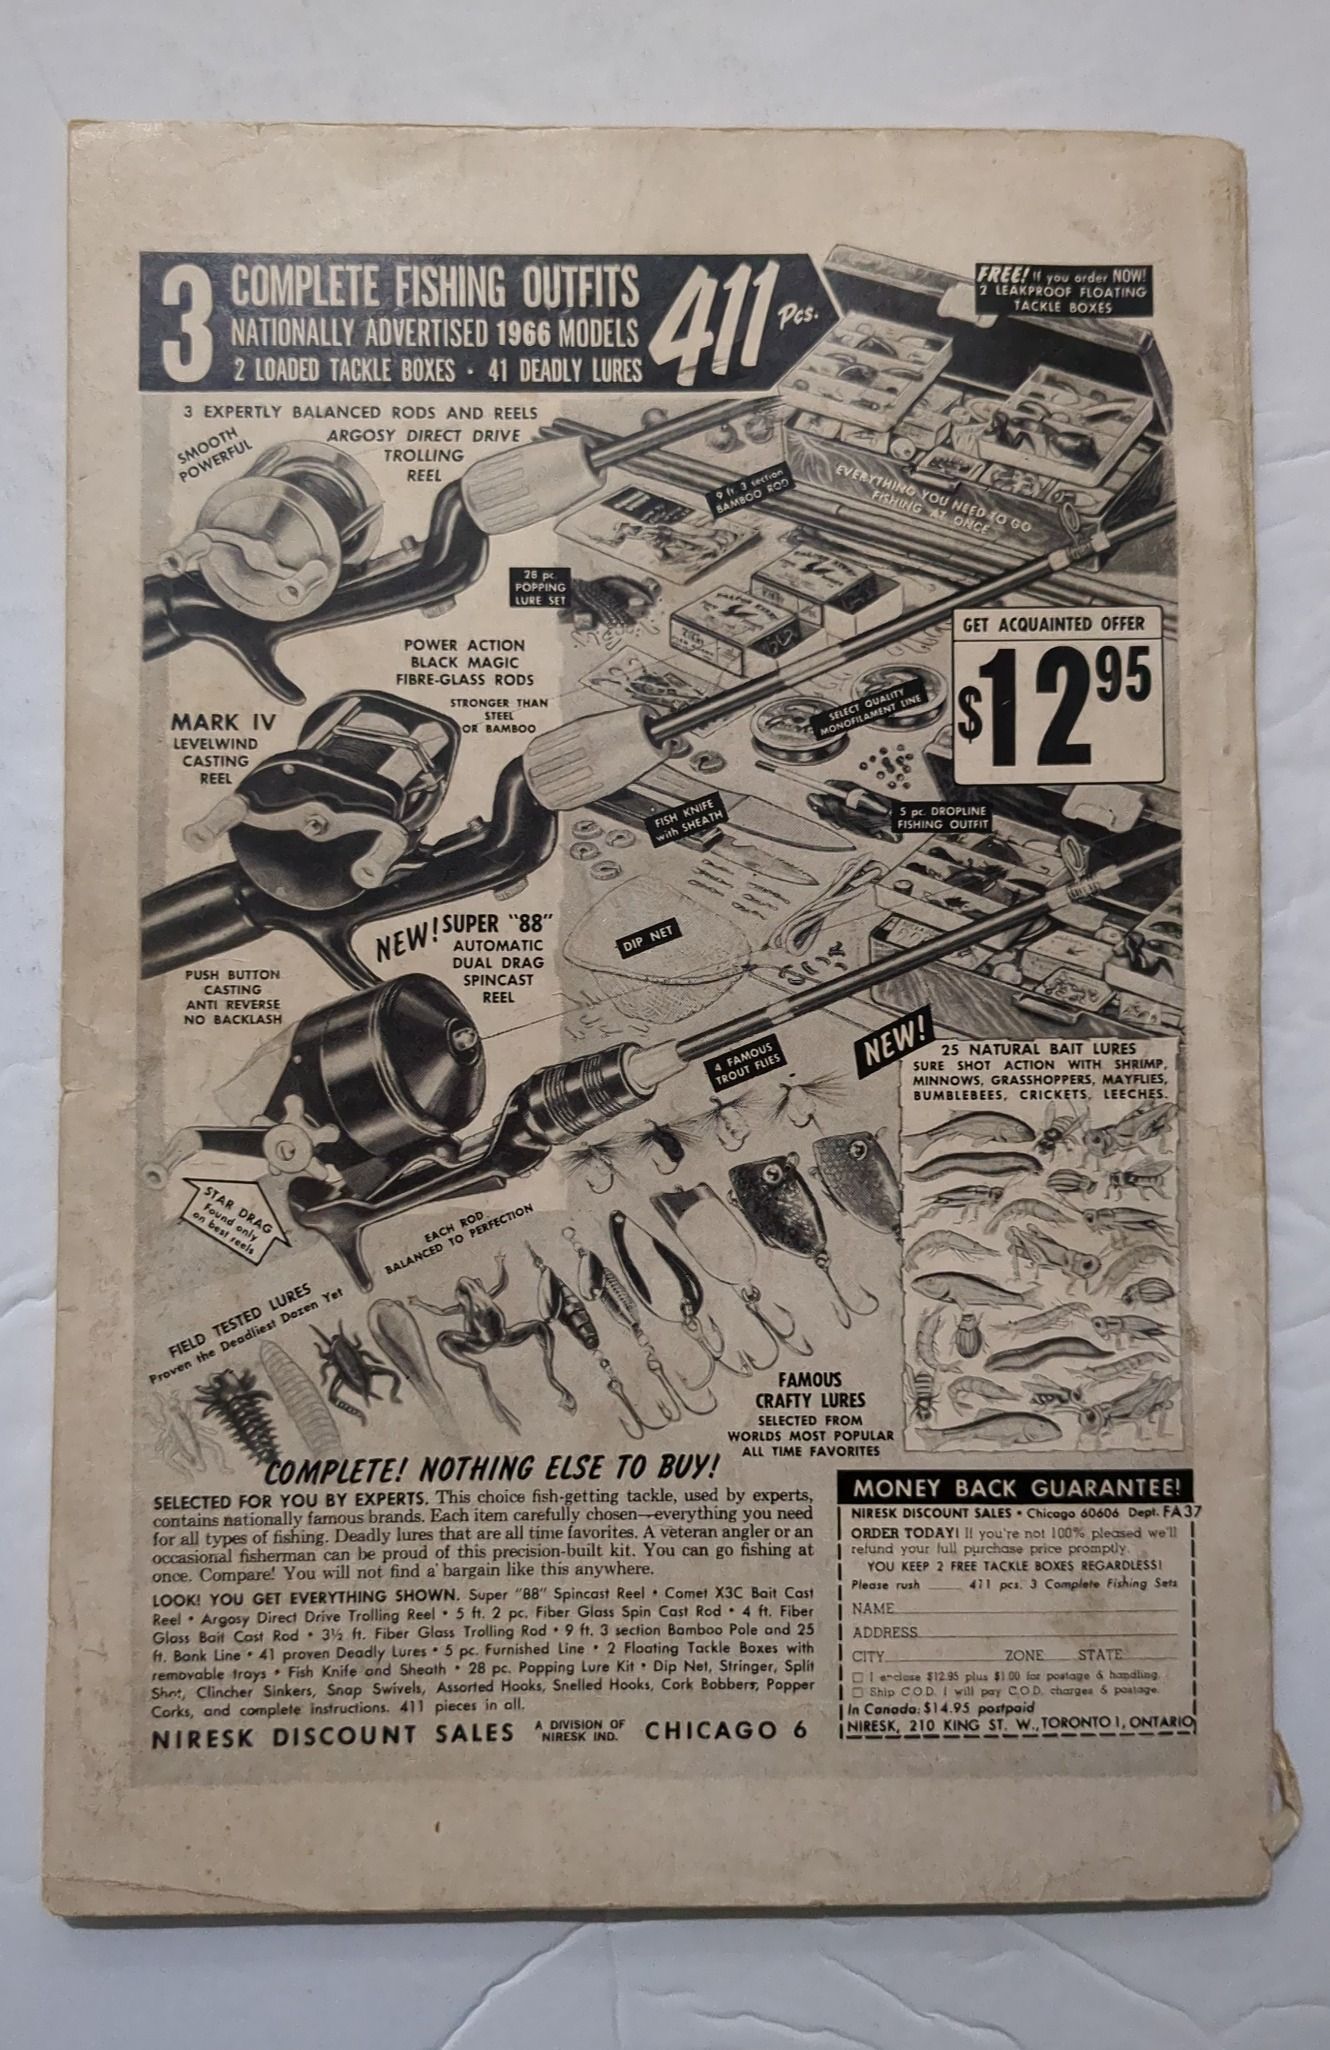 3 COMPLETE FISHING OUTFITS
NATIONALLY ADVERTISED 1966 MODELS
2 LOADED TACKLE BOXES • 41 DEADLY LURES
411 Pcs.
FREE! If you order NOW!
2 LEAKPROOF FLOATING
TACKLE BOXES
3 EXPERTLY BALANCED RODS AND REELS
SMOOTH
POWERFUL
ARGOSY DIRECT DRIVE
TROLLING
REEL
9 ft. 3 section
BAMBOO ROD
EVERYTHING YOU NEED TO GO
FISHING AT ONCE
28 pc.
POPPING
LURE SET
GET ACQUAINTED OFFER
$12.95
POWER ACTION
BLACK MAGIC
FIBRE-GLASS RODS
STRONGER THAN
STEEL
OR BAMBOO
SELECT QUALITY
MONOFILAMENT LINE
MARK IV
LEVELWIND
CASTING
REEL
FISH KNIFE
with SHEATH
5 pc. DROPLINE
FISHING OUTFIT
NEW! SUPER "88"
AUTOMATIC
DUAL DRAG
SPINCAST
REEL
DIP NET
PUSH BUTTON
CASTING
ANTI REVERSE
NO BACKLASH
4 FAMOUS
TROUT FLIES
NEW!
25 NATURAL BAIT LURES
SURE SHOT ACTION WITH SHRIMP,
MINNOWS, GRASSHOPPERS, MAYFLIES,
BUMBLEBEES, CRICKETS, LEECHES.
STAR DRAG
Found only
on best reels
EACH ROD
BALANCED TO PERFECTION
FIELD TESTED LURES
Proven the Deadliest Dozen Yet
FAMOUS
CRAFTY LURES
SELECTED FROM
WORLDS MOST POPULAR
ALL TIME FAVORITES
COMPLETE! NOTHING ELSE TO BUY!
SELECTED FOR YOU BY EXPERTS. This choice fish-getting tackle, used by experts,
contains nationally famous brands. Each item carefully chosen—everything you need
for all types of fishing. Deadly lures that are all time favorites. A veteran angler or an
occasional fisherman can be proud of this precision-built kit. You can go fishing at
once. Compare! You will not find a bargain like this anywhere.
LOOK! YOU GET EVERYTHING SHOWN. Super "88" Spincast Reel • Comet X3C Bait Cast
Reel • Argosy Direct Drive Trolling Reel • 5 ft. 2 pc. Fiber Glass Spin Cast Rod • 4 ft. Fiber
Glass Bait Cast Rod • 3½ ft. Fiber Glass Trolling Rod • 9 ft. 3 section Bamboo Pole and 25
ft. Bank Line • 41 proven Deadly Lures • 5 pc. Furnished Line • 2 Floating Tackle Boxes with
removable trays • Fish Knife and Sheath • 28 pc. Popping Lure Kit • Dip Net, Stringer, Split
Shot, Clincher Sinkers, Snap Swivels, Assorted Hooks, Snelled Hooks, Cork Bobbers, Popper
Corks, and complete instructions. 411 pieces in all.
NIRESK DISCOUNT SALES A DIVISION OF NIRESK IND. CHICAGO 6
MONEY BACK GUARANTEE!
NIRESK DISCOUNT SALES • Chicago 60606 Dept. FA 37
ORDER TODAY! If you're not 100% pleased we'll
refund your full purchase price promptly.
YOU KEEP 2 FREE TACKLE BOXES REGARDLESS!
Please rush ____ 411 pcs. 3 Complete Fishing Sets
NAME
ADDRESS
CITY ZONE STATE
□ I enclose $12.95 plus $1.00 for postage & handling.
□ Ship C.O.D. I will pay C.O.D. charges & postage.
In Canada: $14.95 postpaid
NIRESK, 210 KING ST. W., TORONTO 1, ONTARIO